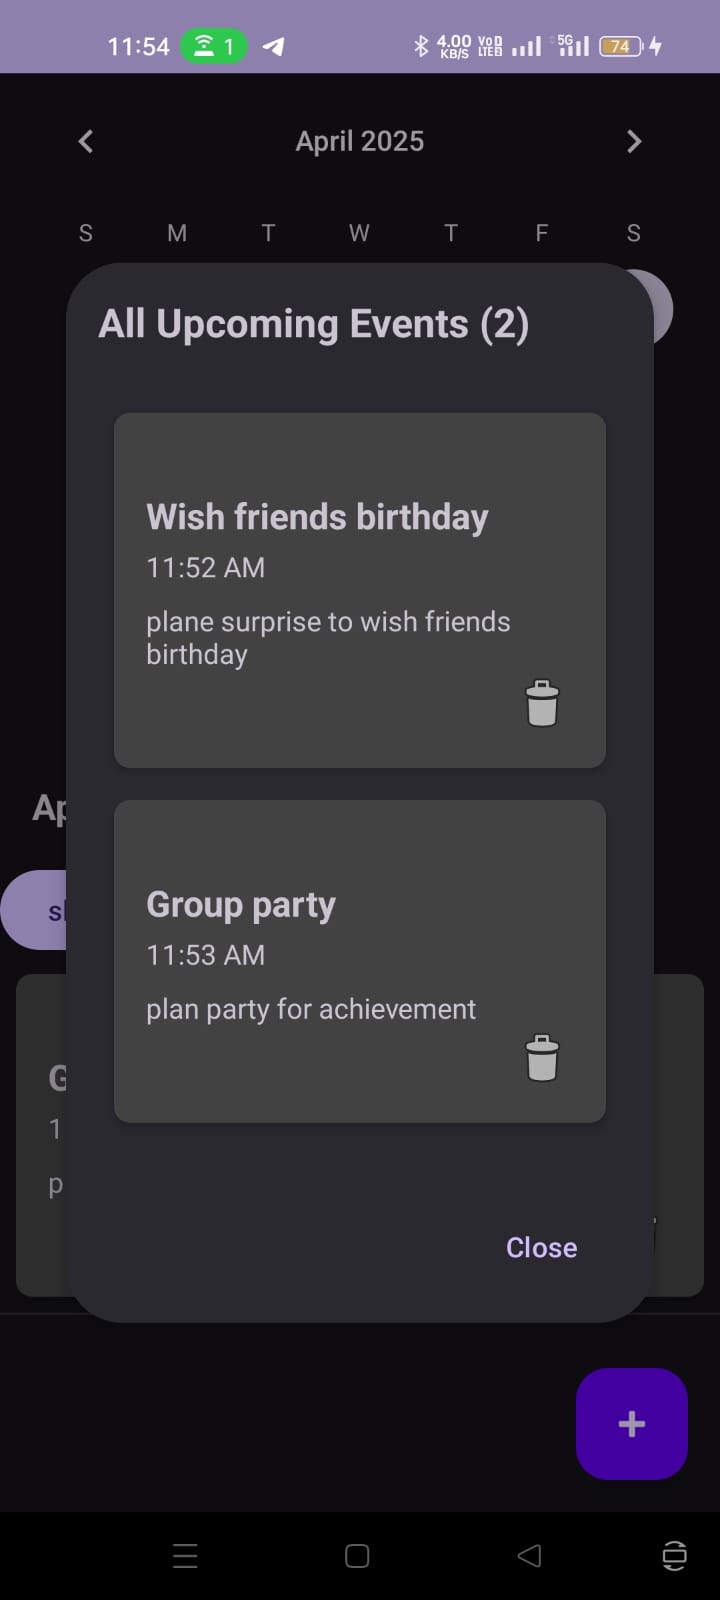 11:54 1 4.00 KB/S VoD LTE 5G 74
April 2025
S M T W T F S
All Upcoming Events (2)
Wish friends birthday
11:52 AM
plane surprise to wish friends
birthday
Ap
Group party
11:53 AM
plan party for achievement
G
1
p
Close
+